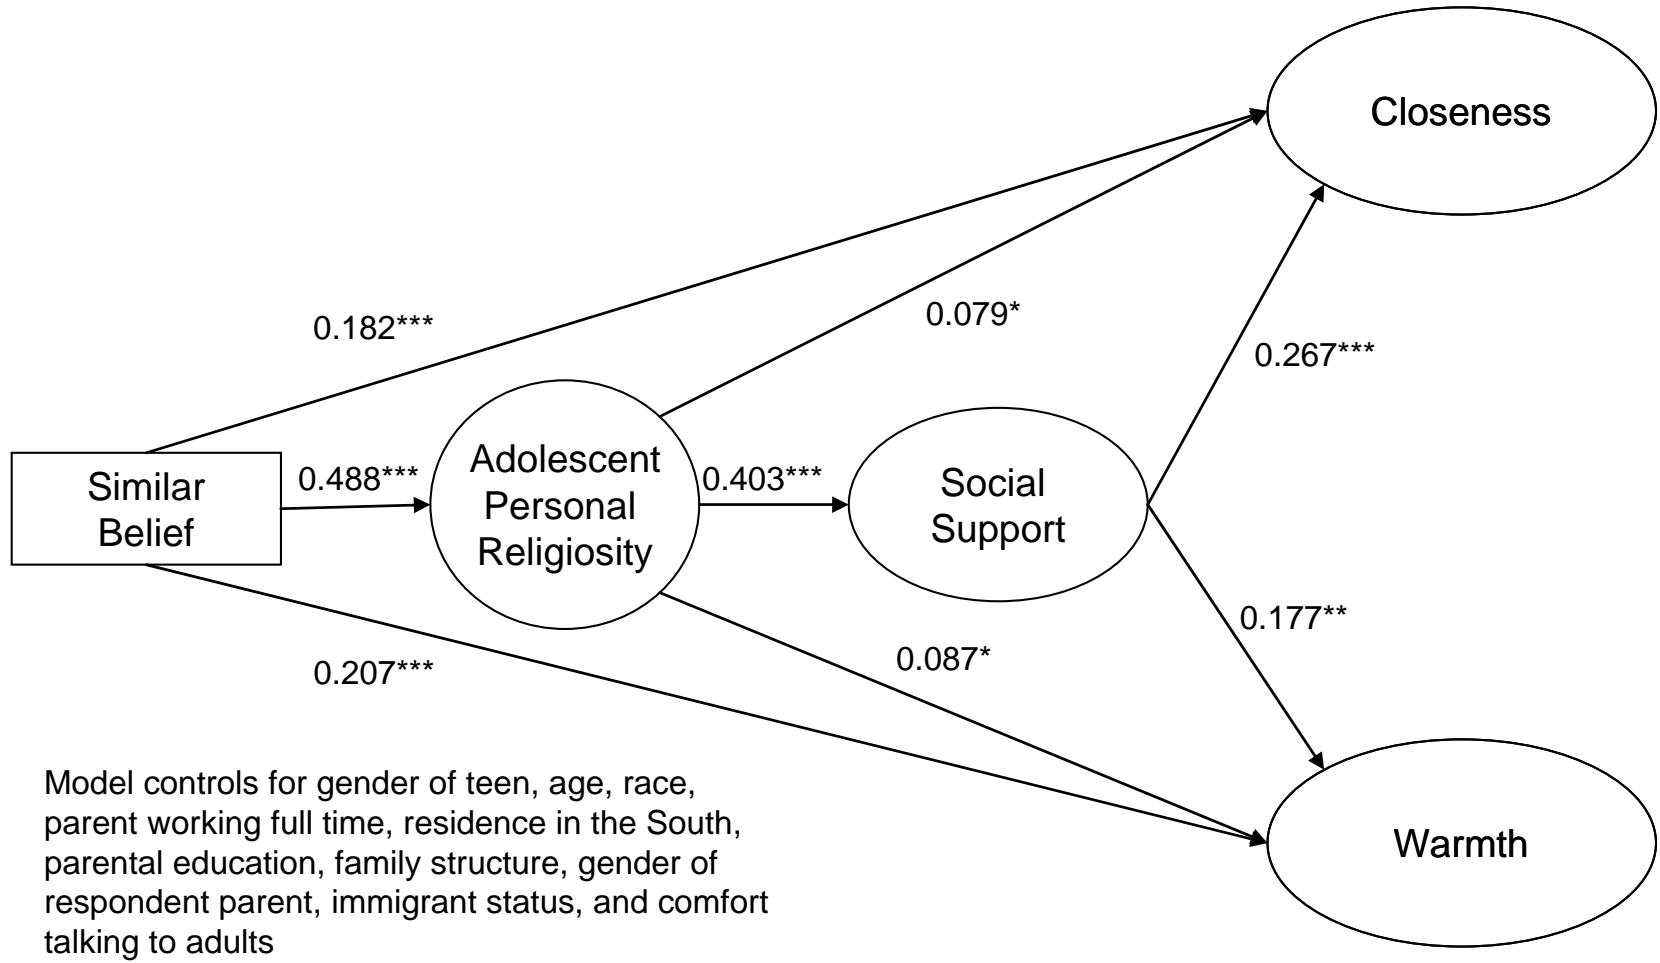 Closeness
0.182***
0.079*
0.267***
Similar
Belief
0.488***
Adolescent
Personal
Religiosity
0.403***
Social
Support
0.207***
0.087*
0.177**
Warmth
Model controls for gender of teen, age, race,
parent working full time, residence in the South,
parental education, family structure, gender of
respondent parent, immigrant status, and comfort
talking to adults